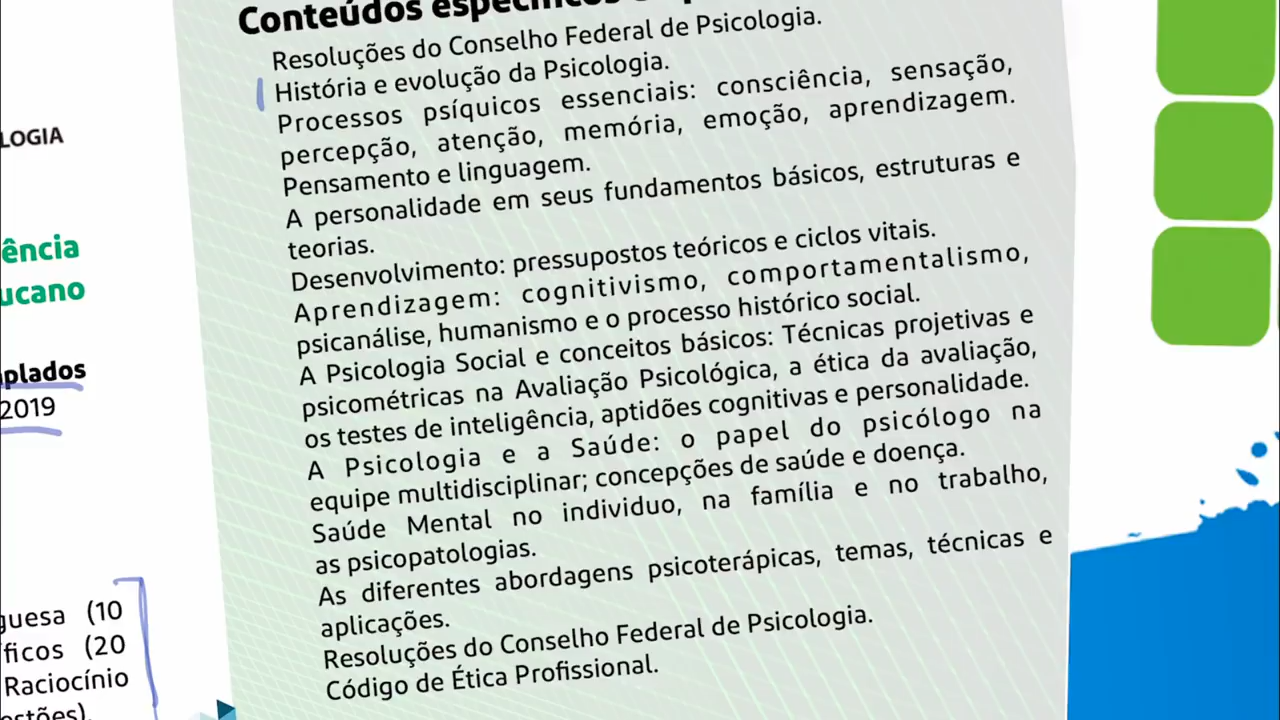 Conteúdos específicos
Resoluções do Conselho Federal de Psicologia.
História e evolução da Psicologia.
Processos psíquicos essenciais: consciência, sensação,
percepção, atenção, memória, emoção, aprendizagem.
Pensamento e linguagem.
A personalidade em seus fundamentos básicos, estruturas e
teorias.
Desenvolvimento: pressupostos teóricos e ciclos vitais.
Aprendizagem: cognitivismo, comportamentalismo,
psicanálise, humanismo e o processo histórico social.
A Psicologia Social e conceitos básicos: Técnicas projetivas e
psicométricas na Avaliação Psicológica, a ética da avaliação,
os testes de inteligência, aptidões cognitivas e personalidade.
A Psicologia e a Saúde: o papel do psicólogo na
equipe multidisciplinar; concepções de saúde e doença.
Saúde Mental no individuo, na família e no trabalho,
as psicopatologias.
As diferentes abordagens psicoterápicas, temas, técnicas e
aplicações.
Resoluções do Conselho Federal de Psicologia.
Código de Ética Profissional.
LOGIA
ência
ucano
plados
2019
guesa (10
ficos (20
Raciocínio
estões).